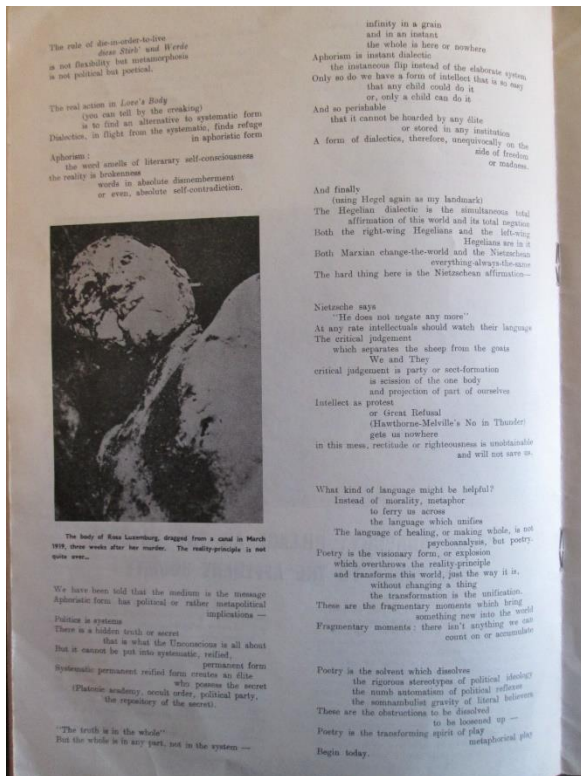 The rule of die-in-order-to-live
diese Stirb' und Werde
is not flexibility but metamorphosis
is not political but poetical.
The real action in Love's Body
(you can tell by the creaking)
is to find an alternative to systematic form
Dialectics, in flight from the systematic, finds refuge
in aphoristic form
Aphorism:
the word smells of literarary self-consciousness
the reality is brokenness
words in absolute dismemberment
or even, absolute self-contradiction.
The body of Rosa Luxemburg, dragged from a canal in March
1919, three weeks after her murder. The reality-principle is not
quite over...
We have been told that the medium is the message
Aphoristic form has political or rather metapolitical
implications —
Politics is systems
There is a hidden truth or secret
that is what the Unconscious is all about
But it cannot be put into systematic, reified,
permanent form
Systematic permanent reified form creates an élite
who possess the secret
(Platonic academy, occult order, political party,
the repository of the secret).
"The truth is in the whole"
But the whole is in any part, not in the system —
infinity in a grain
and in an instant
the whole is here or nowhere
Aphorism is instant dialectic
the instaneous flip instead of the elaborate system
Only so do we have a form of intellect that is so easy
that any child could do it
or, only a child can do it
And so perishable
that it cannot be hoarded by any élite
or stored in any institution
A form of dialectics, therefore, unequivocally on the
side of freedom
or madness.
And finally
(using Hegel again as my landmark)
The Hegelian dialectic is the simultaneous total
affirmation of this world and its total negation
Both the right-wing Hegelians and the left-wing
Hegelians are in it
Both Marxian change-the-world and the Nietzschean
everything-always-the-same
The hard thing here is the Nietzschean affirmation—
Nietzsche says
"He does not negate any more"
At any rate intellectuals should watch their language
The critical judgement
which separates the sheep from the goats
We and They
critical judgement is party or sect-formation
is scission of the one body
and projection of part of ourselves
Intellect as protest
or Great Refusal
(Hawthorne-Melville's No in Thunder)
gets us nowhere
in this mess, rectitude or righteousness is unobtainable
and will not save us.
What kind of language might be helpful?
Instead of morality, metaphor
to ferry us across
the language which unifies
The language of healing, or making whole, is not
psychoanalysis, but poetry.
Poetry is the visionary form, or explosion
which overthrows the reality-principle
and transforms this world, just the way it is,
without changing a thing
the transformation is the unification.
These are the fragmentary moments which bring
something new into the world
Fragmentary moments: there isn't anything we can
count on or accumulate
Poetry is the solvent which dissolves
the rigorous stereotypes of political ideology
the numb automatism of political reflexes
the somnambulist gravity of literal believers
These are the obstructions to be dissolved
to be loosened up —
Poetry is the transforming spirit of play
metaphorical play
Begin today.